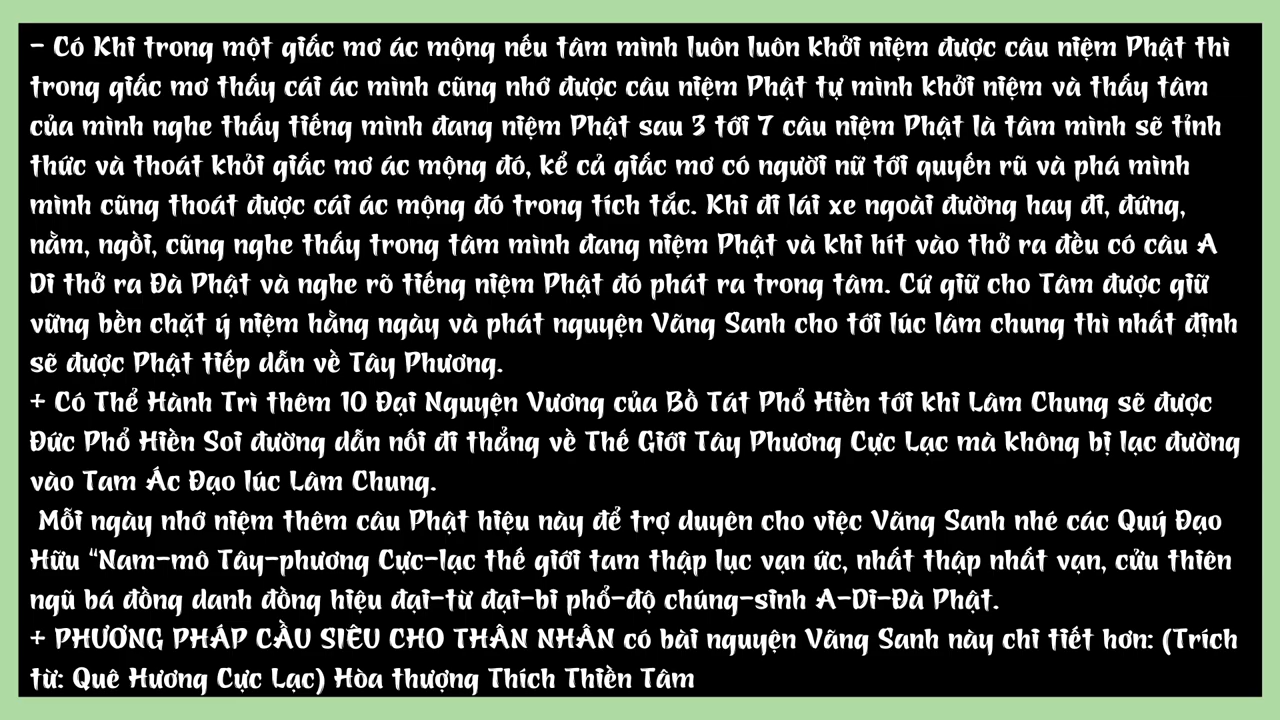 - Có Khi trong một giấc mơ ác mộng nếu tâm mình luôn luôn khởi niệm được câu niệm Phật thì
trong giấc mơ thấy cái ác mình cũng nhớ được câu niệm Phật tự mình khởi niệm và thấy tâm
của mình nghe thấy tiếng mình đang niệm Phật sau 3 tới 7 câu niệm Phật là tâm mình sẽ tỉnh
thức và thoát khỏi giấc mơ ác mộng đó, kể cả giấc mơ có người nữ tới quyến rũ và phá mình
mình cũng thoát được cái ác mộng đó trong tích tắc. Khi đi lái xe ngoài đường hay đi, đứng,
nằm, ngồi, cũng nghe thấy trong tâm mình đang niệm Phật và khi hít vào thở ra đều có câu A
Di thở ra Đà Phật và nghe rõ tiếng niệm Phật đó phát ra trong tâm. Cứ giữ cho Tâm được giữ
vững bền chặt ý niệm hằng ngày và phát nguyện Vãng Sanh cho tới lúc lâm chung thì nhất định
sẽ được Phật tiếp dẫn về Tây Phương.
+ Có Thể Hành Trì thêm 10 Đại Nguyện Vương của Bồ Tát Phổ Hiền tới khi Lâm Chung sẽ được
Đức Phổ Hiền Soi đường dẫn nối đi thẳng về Thế Giới Tây Phương Cực Lạc mà không bị lạc đường
vào Tam Ác Đạo lúc Lâm Chung.
Mỗi ngày nhớ niệm thêm câu Phật hiệu này để trợ duyên cho việc Vãng Sanh nhé các Quý Đạo
Hữu “Nam-mô Tây-phương Cực-lạc thế giới tam thập lục vạn ức, nhất thập nhất vạn, cửu thiên
ngũ bá đồng danh đồng hiệu đại-từ đại-bi phổ-độ chúng-sinh A-Di-Đà Phật.
+ PHƯƠNG PHÁP CẦU SIÊU CHO THÂN NHÂN có bài nguyện Vãng Sanh này chi tiết hơn: (Trích
từ: Quê Hương Cực Lạc) Hòa thượng Thích Thiền Tâm